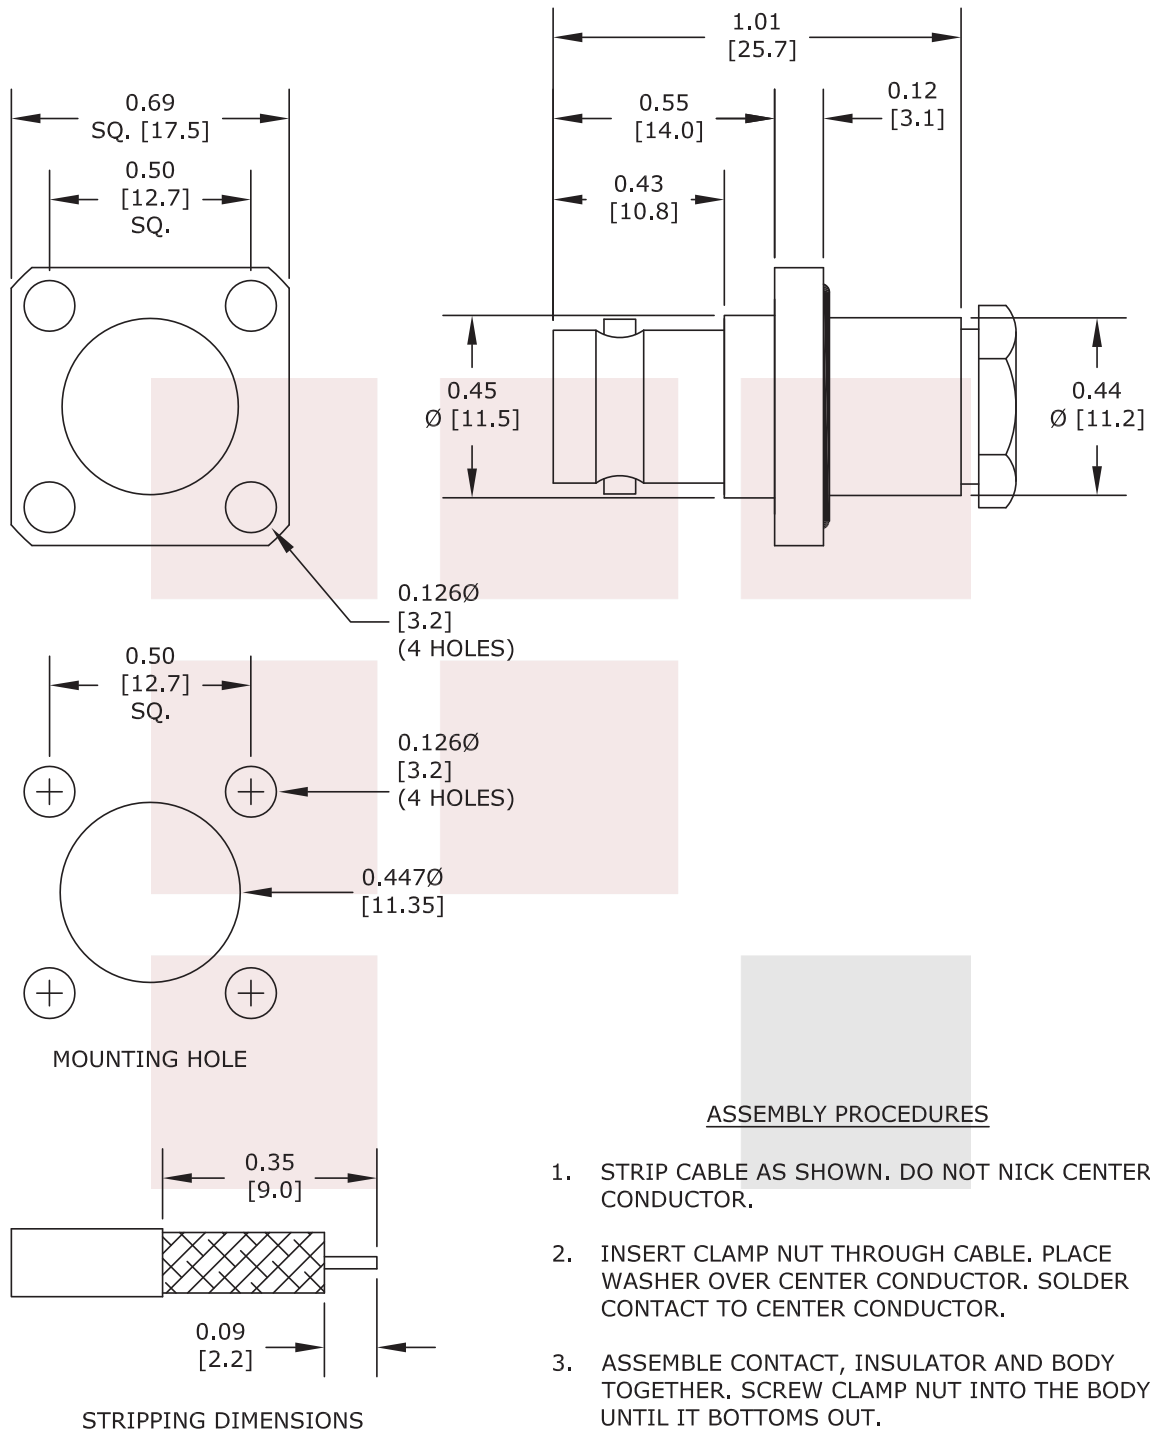 1.01
[25.7]
0.69
SQ. [17.5]
0.55
[14.0]
0.12
[3.1]
0.50
[12.7]
SQ.
0.43
[10.8]
0.45
Ø [11.5]
0.44
Ø [11.2]
0.126Ø
[3.2]
(4 HOLES)
0.50
[12.7]
SQ.
0.126Ø
[3.2]
(4 HOLES)
0.447Ø
[11.35]
MOUNTING HOLE
0.35
[9.0]
0.09
[2.2]
STRIPPING DIMENSIONS
ASSEMBLY PROCEDURES
1. STRIP CABLE AS SHOWN. DO NOT NICK CENTER
CONDUCTOR.
2. INSERT CLAMP NUT THROUGH CABLE. PLACE
WASHER OVER CENTER CONDUCTOR. SOLDER
CONTACT TO CENTER CONDUCTOR.
3. ASSEMBLE CONTACT, INSULATOR AND BODY
TOGETHER. SCREW CLAMP NUT INTO THE BODY
UNTIL IT BOTTOMS OUT.